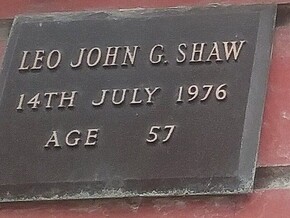 LEO JOHN G. SHAW
14TH JULY 1976
AGE 57